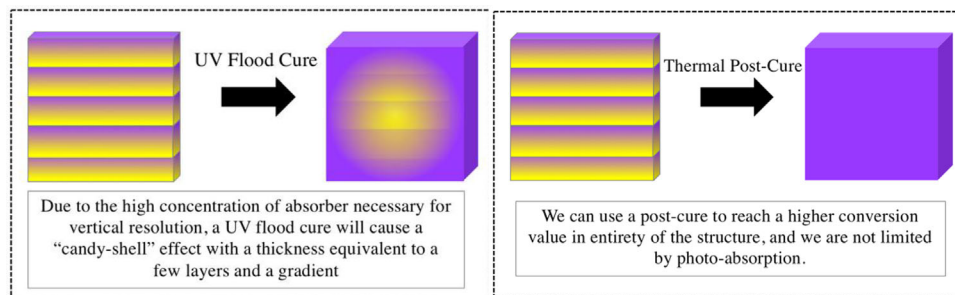 UV Flood Cure
Due to the high concentration of absorber necessary for
vertical resolution, a UV flood cure will cause a
“candy-shell” effect with a thickness equivalent to a
few layers and a gradient
Thermal Post-Cure
We can use a post-cure to reach a higher conversion
value in entirety of the structure, and we are not limited
by photo-absorption.